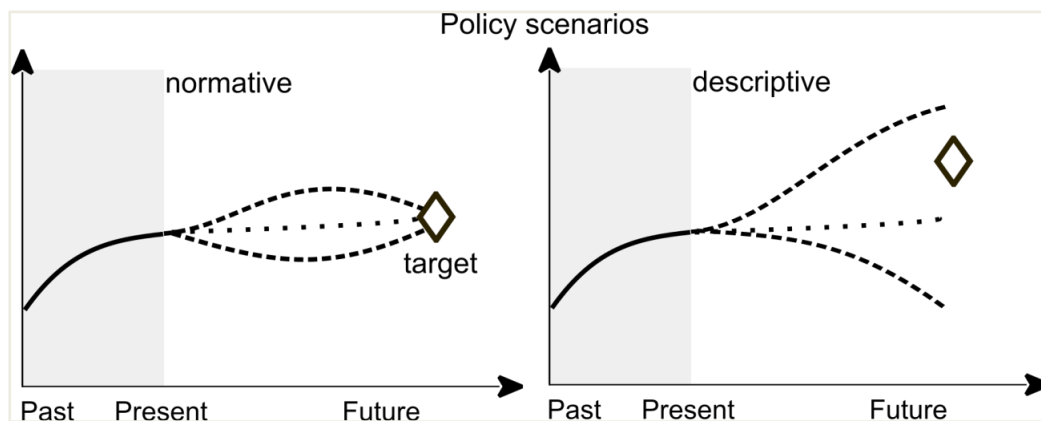 Policy scenarios
normative
target
Past Present Future
descriptive
Past Present Future